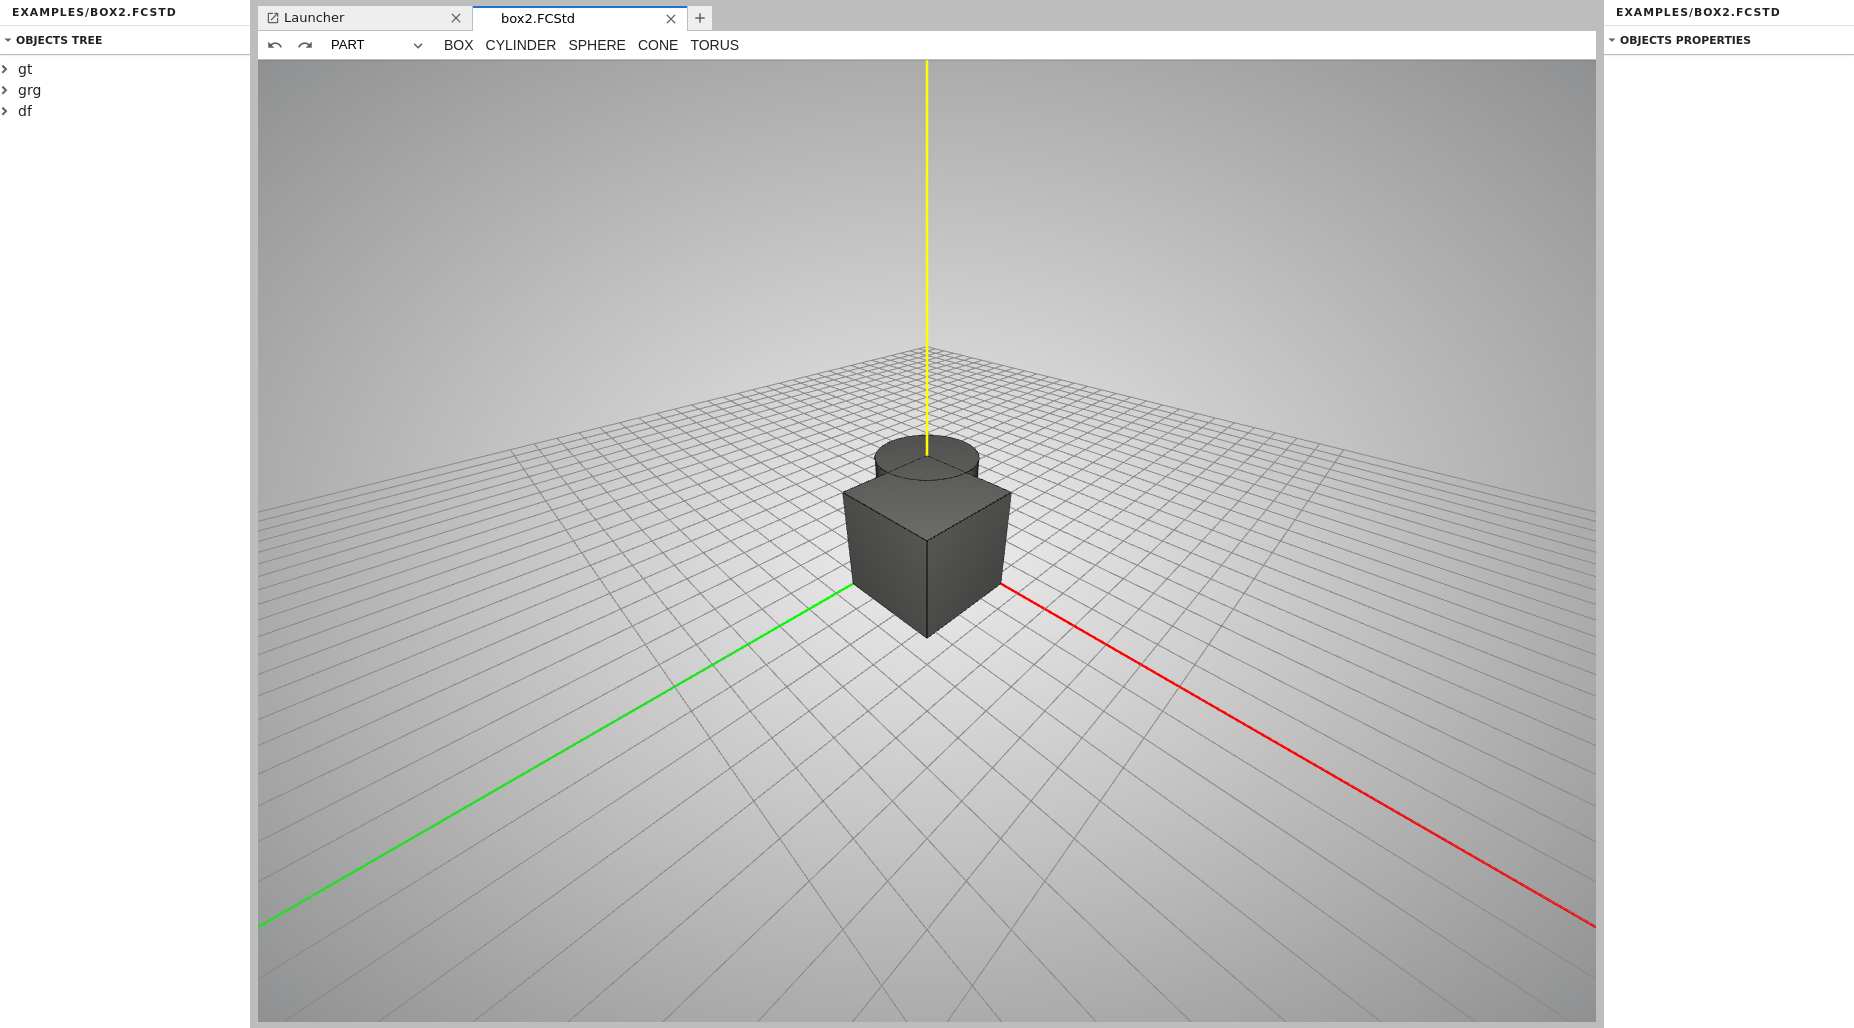 EXAMPLES/BOX2.FCSTD
OBJECTS TREE
gt
grg
df
Launcher
box2.FCStd
PART
BOX CYLINDER SPHERE CONE TORUS
EXAMPLES/BOX2.FCSTD
OBJECTS PROPERTIES